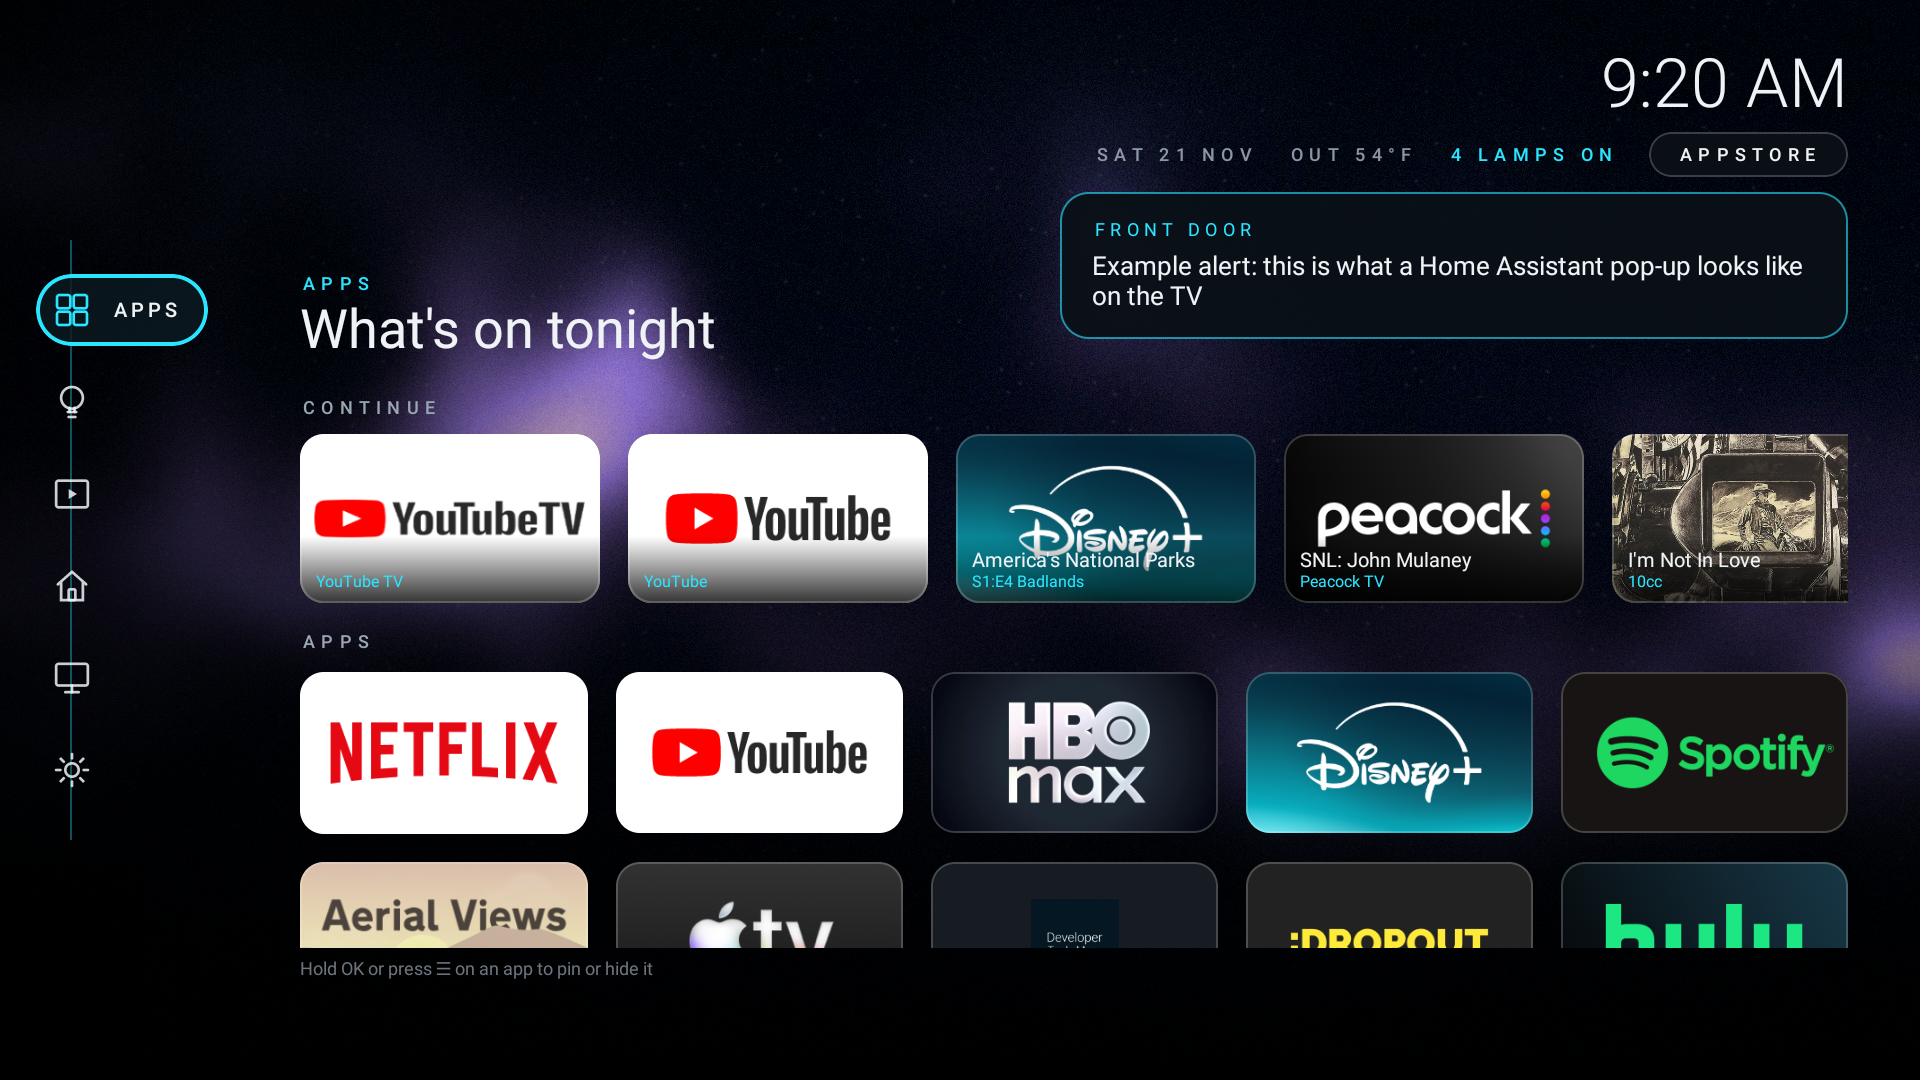 9:20 AM
SAT 21 NOV OUT 54°F 4 LAMPS ON APPSTORE
FRONT DOOR
Example alert: this is what a Home Assistant pop-up looks like
on the TV
APPS
APPS
What's on tonight
CONTINUE
YouTubeTV
YouTube TV
YouTube
YouTube
Disney+
America's National Parks
S1:E4 Badlands
peacock
SNL: John Mulaney
Peacock TV
I'm Not In Love
10cc
APPS
NETFLIX
YouTube
HBO
max
Disney+
Spotify®
Aerial Views
tv
Developer
:DROPOUT
hulu
Hold OK or press ☰ on an app to pin or hide it